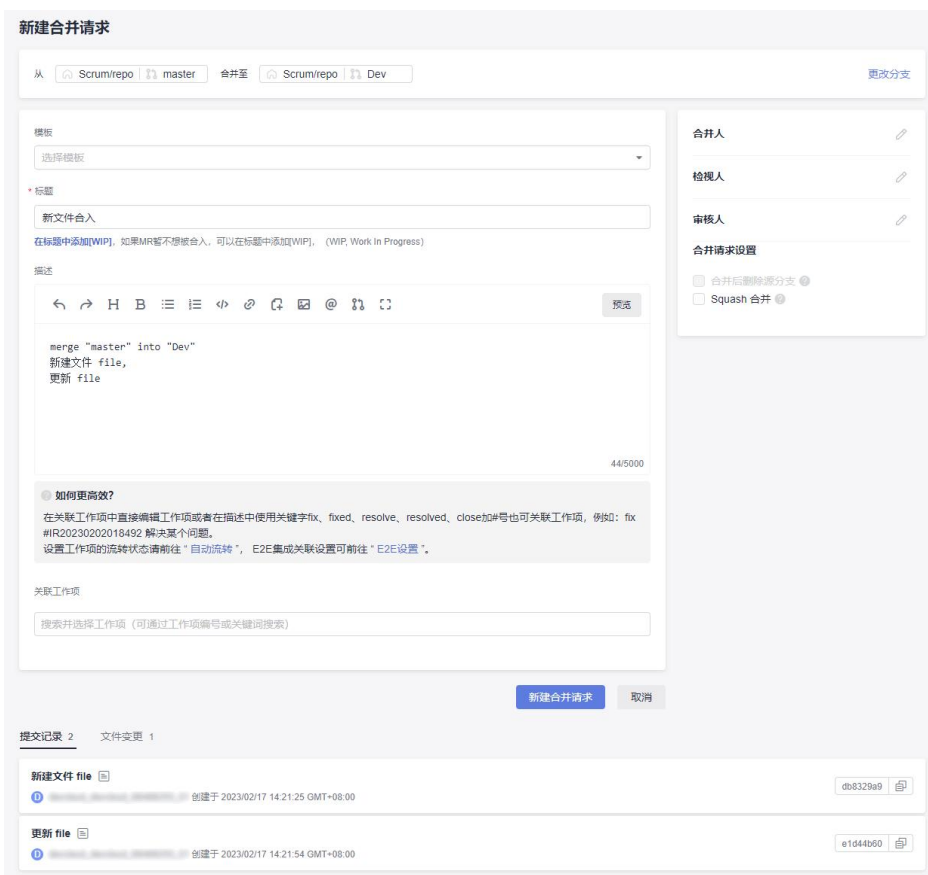 新建合并请求
从 Scrum/repo master 合并至 Scrum/repo Dev 更改分支
模板
选择模板
* 标题
新文件合入
在标题中添加[WIP]，如果MR暂不想被合入，可以在标题中添加[WIP]，（WIP, Work In Progress）
描述
H B 预览
merge "master" into "Dev"
新建文件 file,
更新 file
44/5000
如何更高效?
在关联工作项中直接编辑工作项或者在描述中使用关键字fix、fixed、resolve、resolved、close加#号也可关联工作项，例如：fix
#IR20230202018492 解决某个问题。
设置工作项的流转状态请前往 " 自动流转 "， E2E集成关联设置可前往 " E2E设置 "。
关联工作项
搜索并选择工作项（可通过工作项编号或关键词搜索）
合并人
检视人
审核人
合并请求设置
合并后删除源分支
Squash 合并
新建合并请求 取消
提交记录 2 文件变更 1
新建文件 file
D 创建于 2023/02/17 14:21:25 GMT+08:00
db8329a9
更新 file
D 创建于 2023/02/17 14:21:54 GMT+08:00
e1d44b60